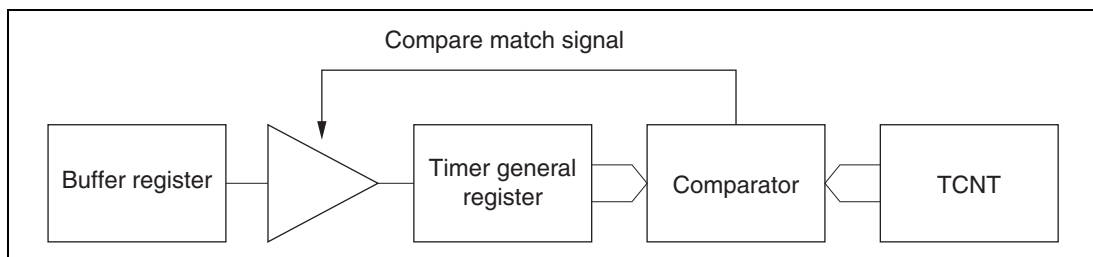 Compare match signal
Buffer register
Timer general
register
Comparator
TCNT